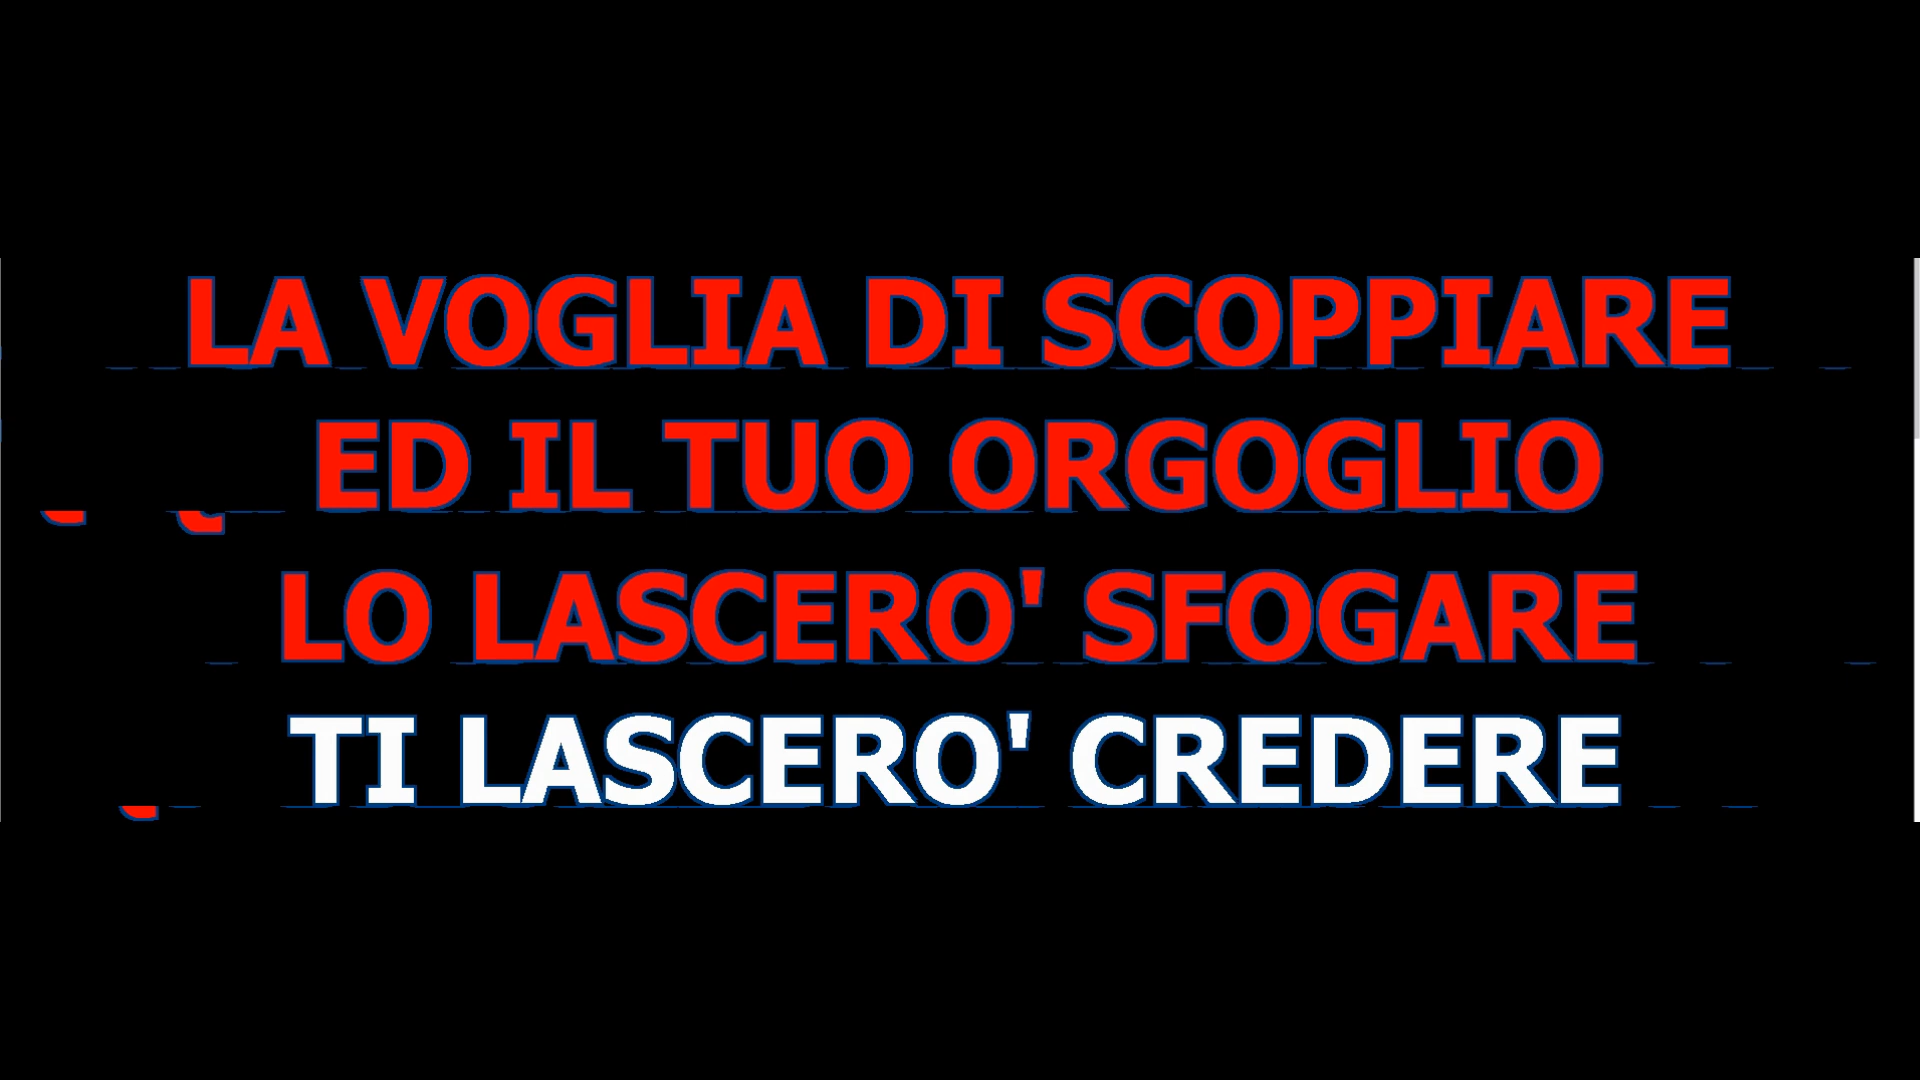 LA VOGLIA DI SCOPPIARE
ED IL TUO ORGOGLIO
LO LASCERO' SFOGARE
TI LASCERO' CREDERE